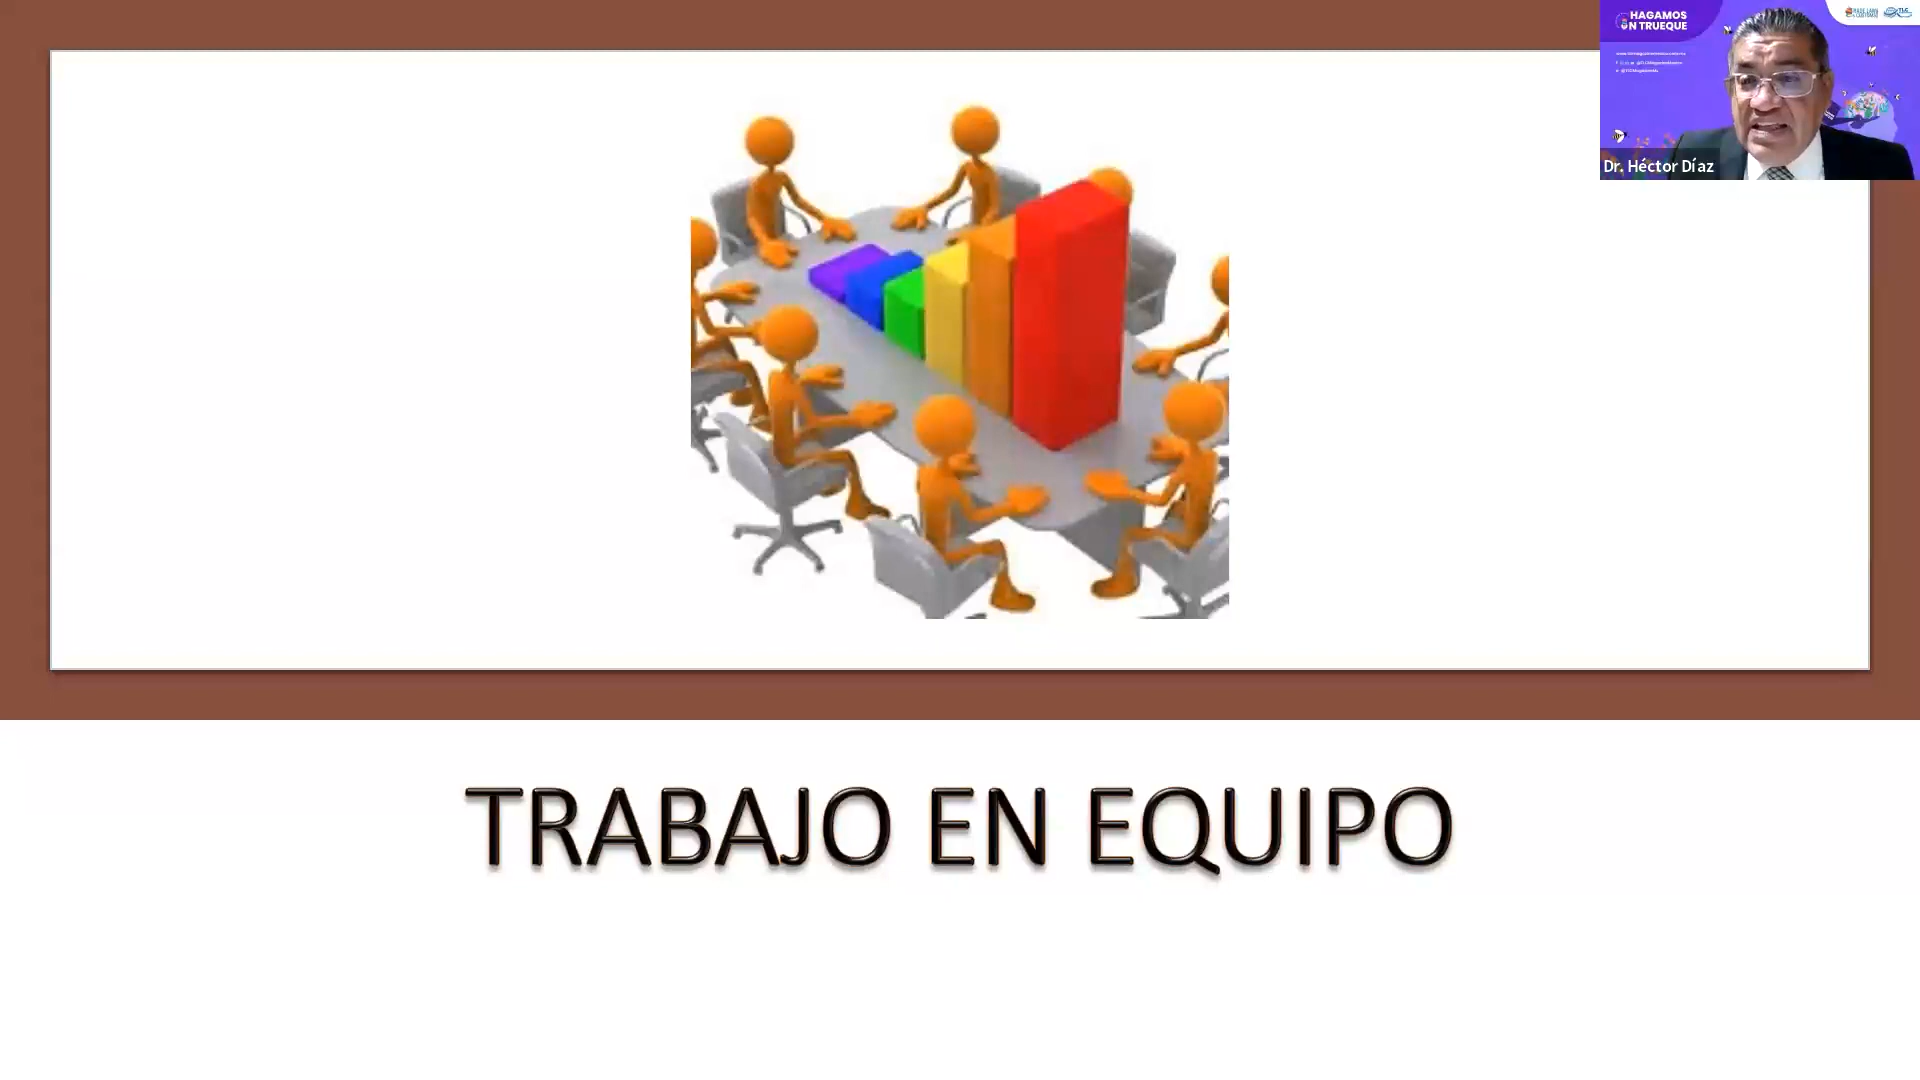 HAGAMOS
UN TRUEQUE
Dr. Héctor Díaz
TRABAJO EN EQUIPO